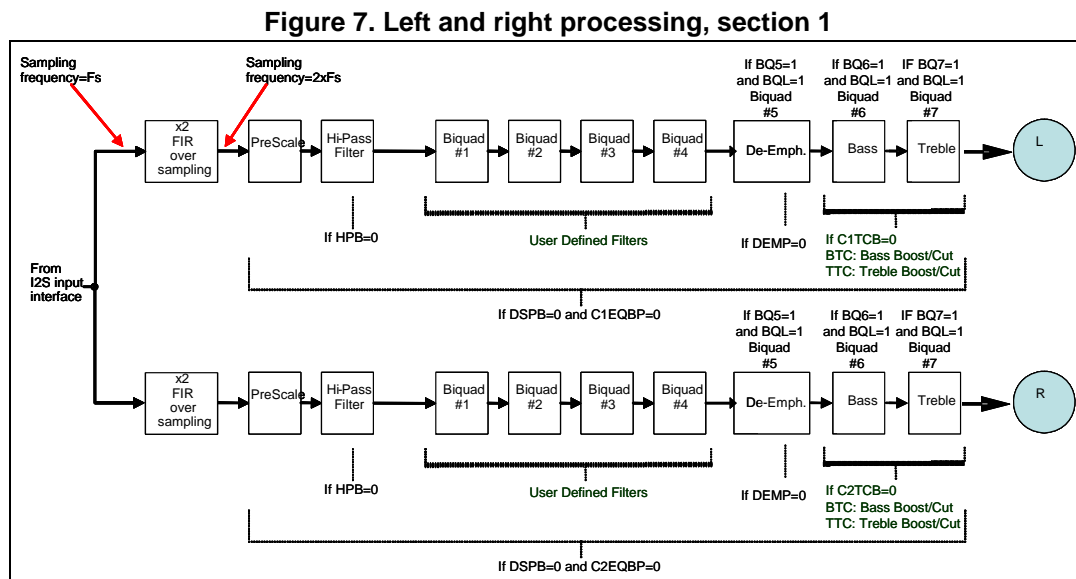 Figure 7. Left and right processing, section 1
Sampling
frequency=Fs
Sampling
frequency=2xFs
If BQ5=1
and BQL=1
Biquad
#5
If BQ6=1
and BQL=1
Biquad
#6
IF BQ7=1
and BQL=1
Biquad
#7
x2
FIR
over
sampling
PreScale
Hi-Pass
Filter
Biquad
#1
Biquad
#2
Biquad
#3
Biquad
#4
De-Emph.
Bass
Treble
L
If HPB=0
User Defined Filters
If DEMP=0
If C1TCB=0
BTC: Bass Boost/Cut
TTC: Treble Boost/Cut
From
I2S input
interface
If DSPB=0 and C1EQBP=0
If BQ5=1
and BQL=1
Biquad
#5
If BQ6=1
and BQL=1
Biquad
#6
IF BQ7=1
and BQL=1
Biquad
#7
x2
FIR
over
sampling
PreScale
Hi-Pass
Filter
Biquad
#1
Biquad
#2
Biquad
#3
Biquad
#4
De-Emph.
Bass
Treble
R
If HPB=0
User Defined Filters
If DEMP=0
If C2TCB=0
BTC: Bass Boost/Cut
TTC: Treble Boost/Cut
If DSPB=0 and C2EQBP=0